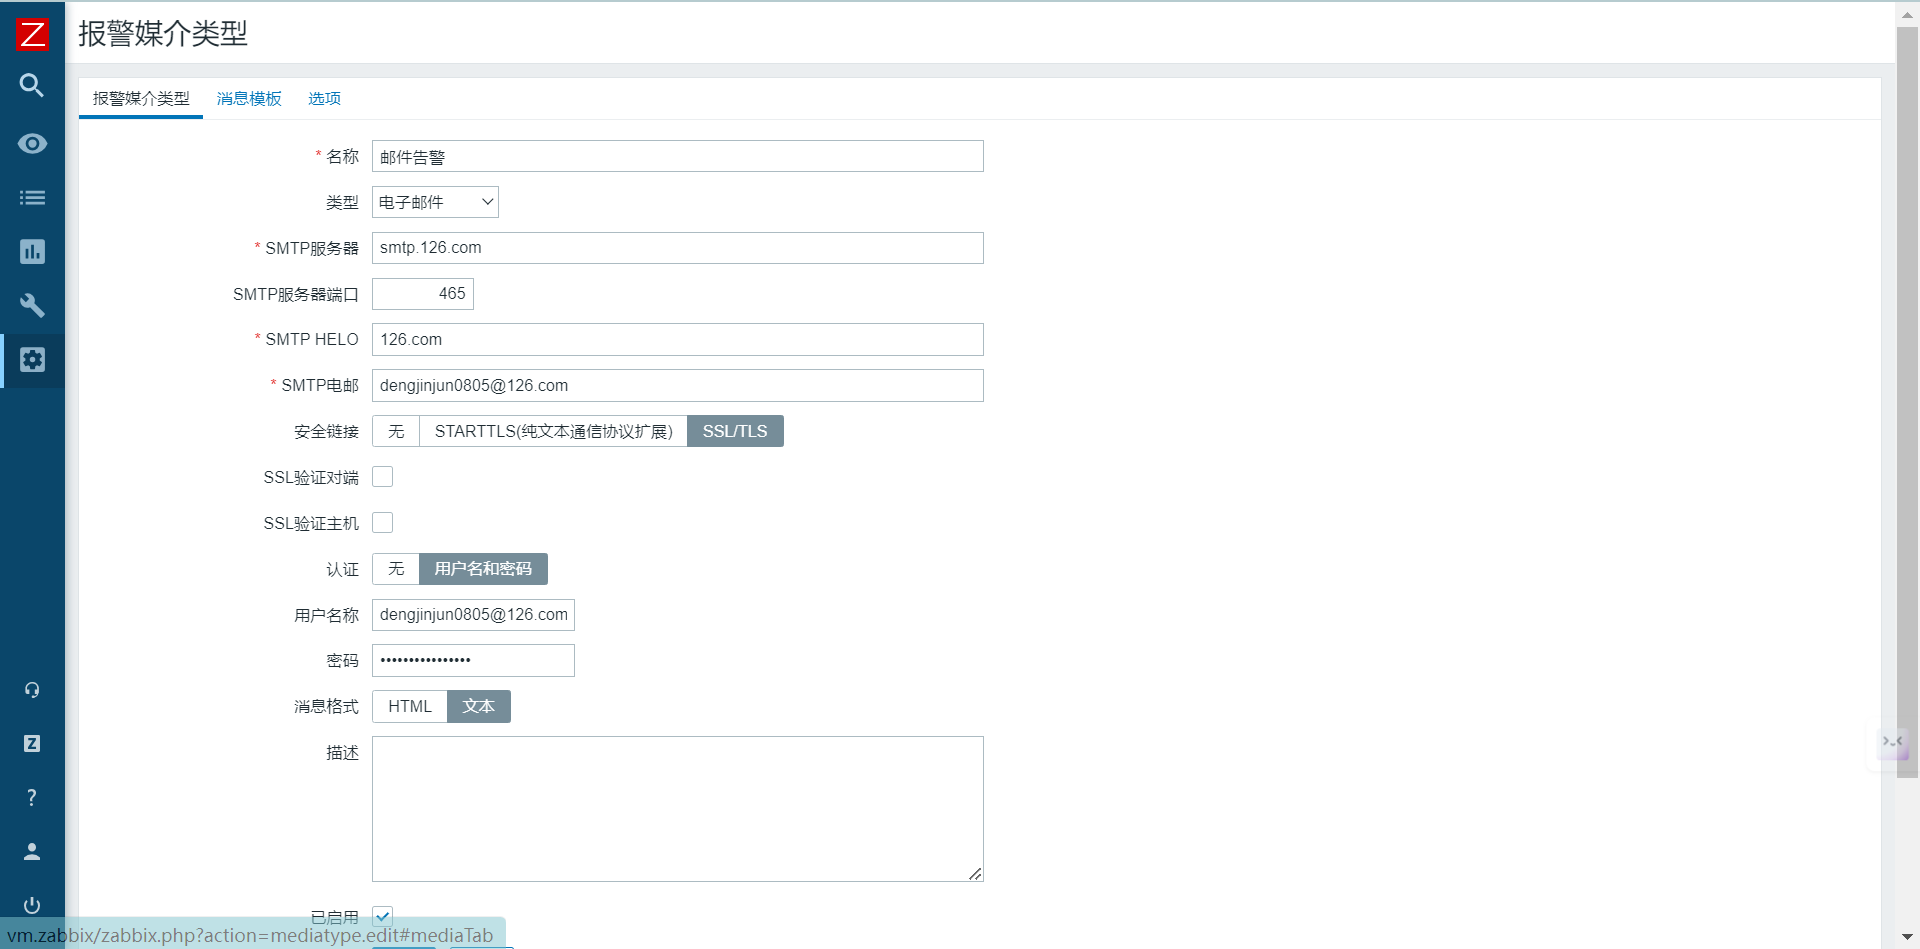 Z
报警媒介类型
报警媒介类型 消息模板 选项
* 名称 邮件告警
类型 电子邮件
* SMTP服务器 smtp.126.com
SMTP服务器端口 465
* SMTP HELO 126.com
* SMTP电邮 dengjinjun0805@126.com
安全链接 无 STARTTLS(纯文本通信协议扩展) SSL/TLS
SSL验证对端
SSL验证主机
认证 无 用户名和密码
用户名称 dengjinjun0805@126.com
密码 ••••••••••••••••
消息格式 HTML 文本
描述
Z
?
已启用
vm.zabbix/zabbix.php?action=mediatype.edit#mediaTab